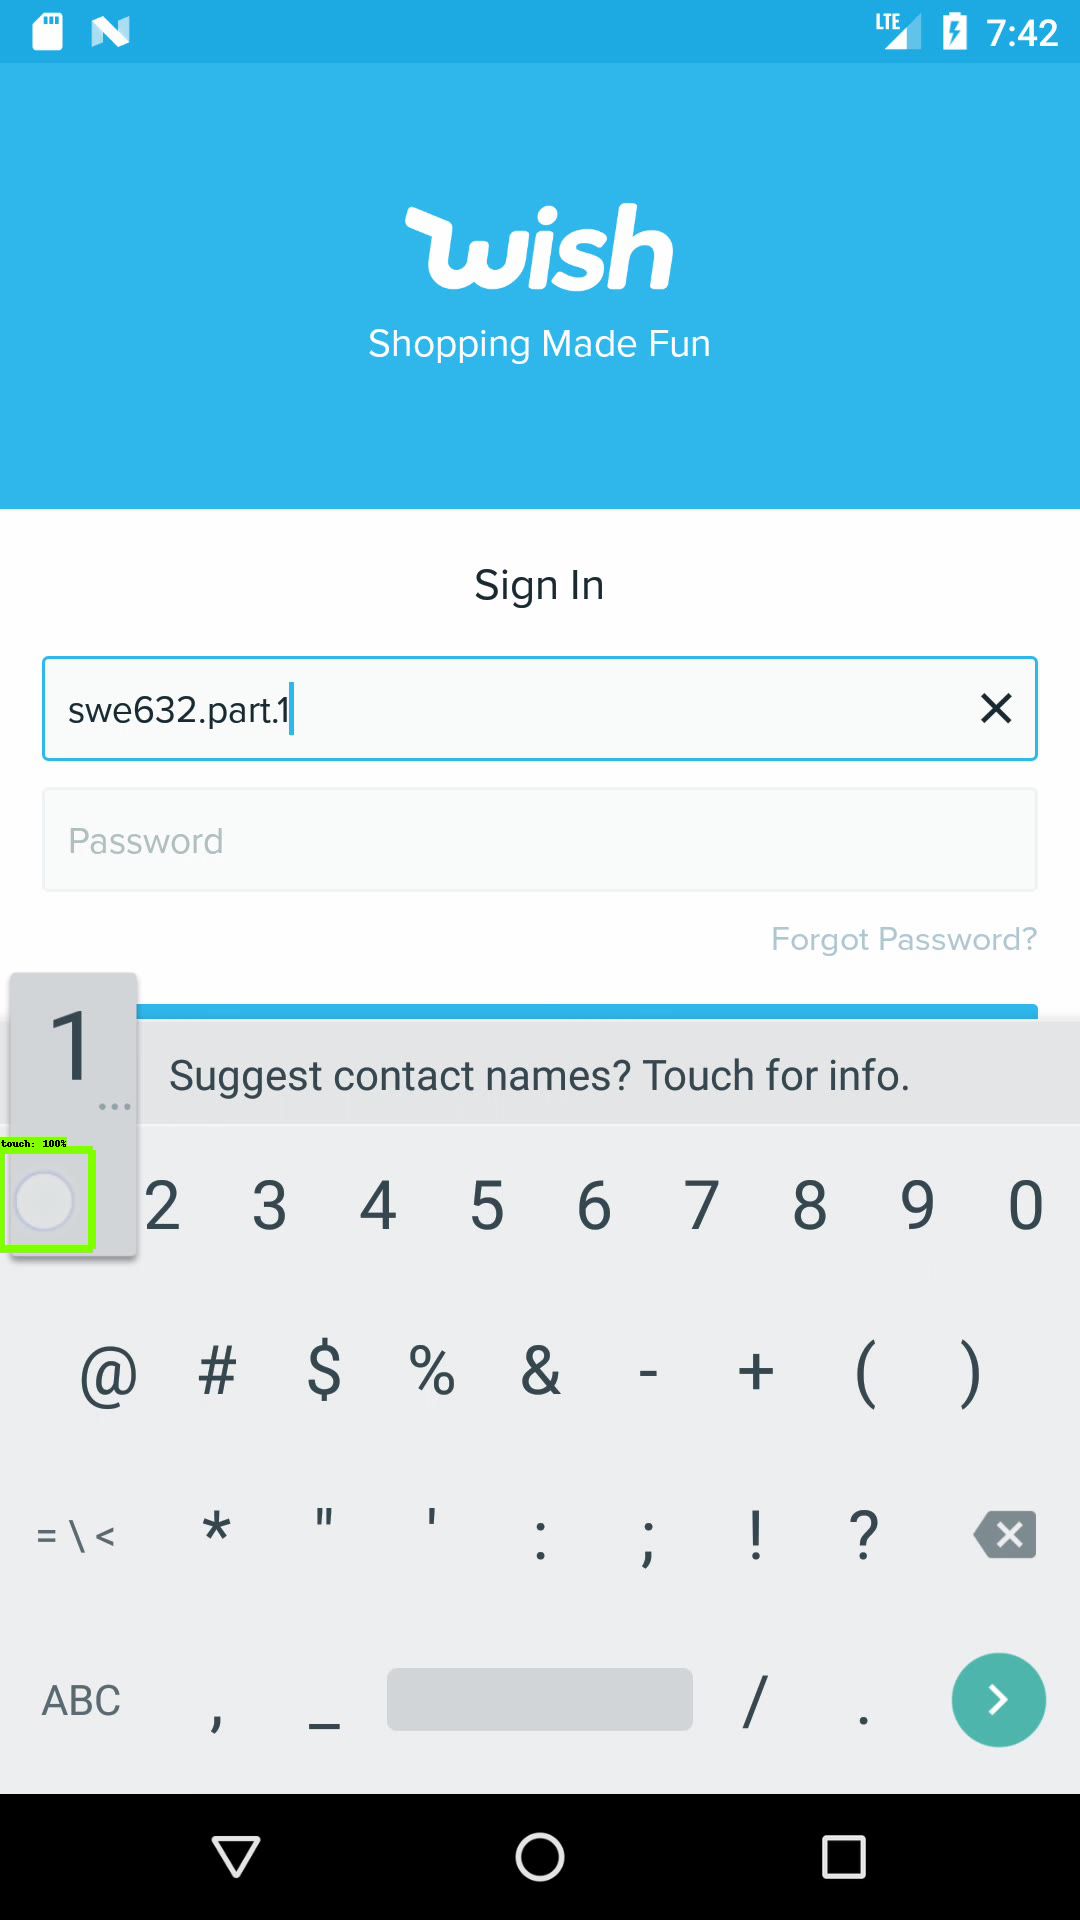 LTE 7:42
wish
Shopping Made Fun
Sign In
swe632.part.1
Password
Forgot Password?
1
...
Suggest contact names? Touch for info.
touch: 100%
2 3 4 5 6 7 8 9 0
@ # $ % & - + ( )
= \ < * " ' : ; ! ?
ABC , _ / .